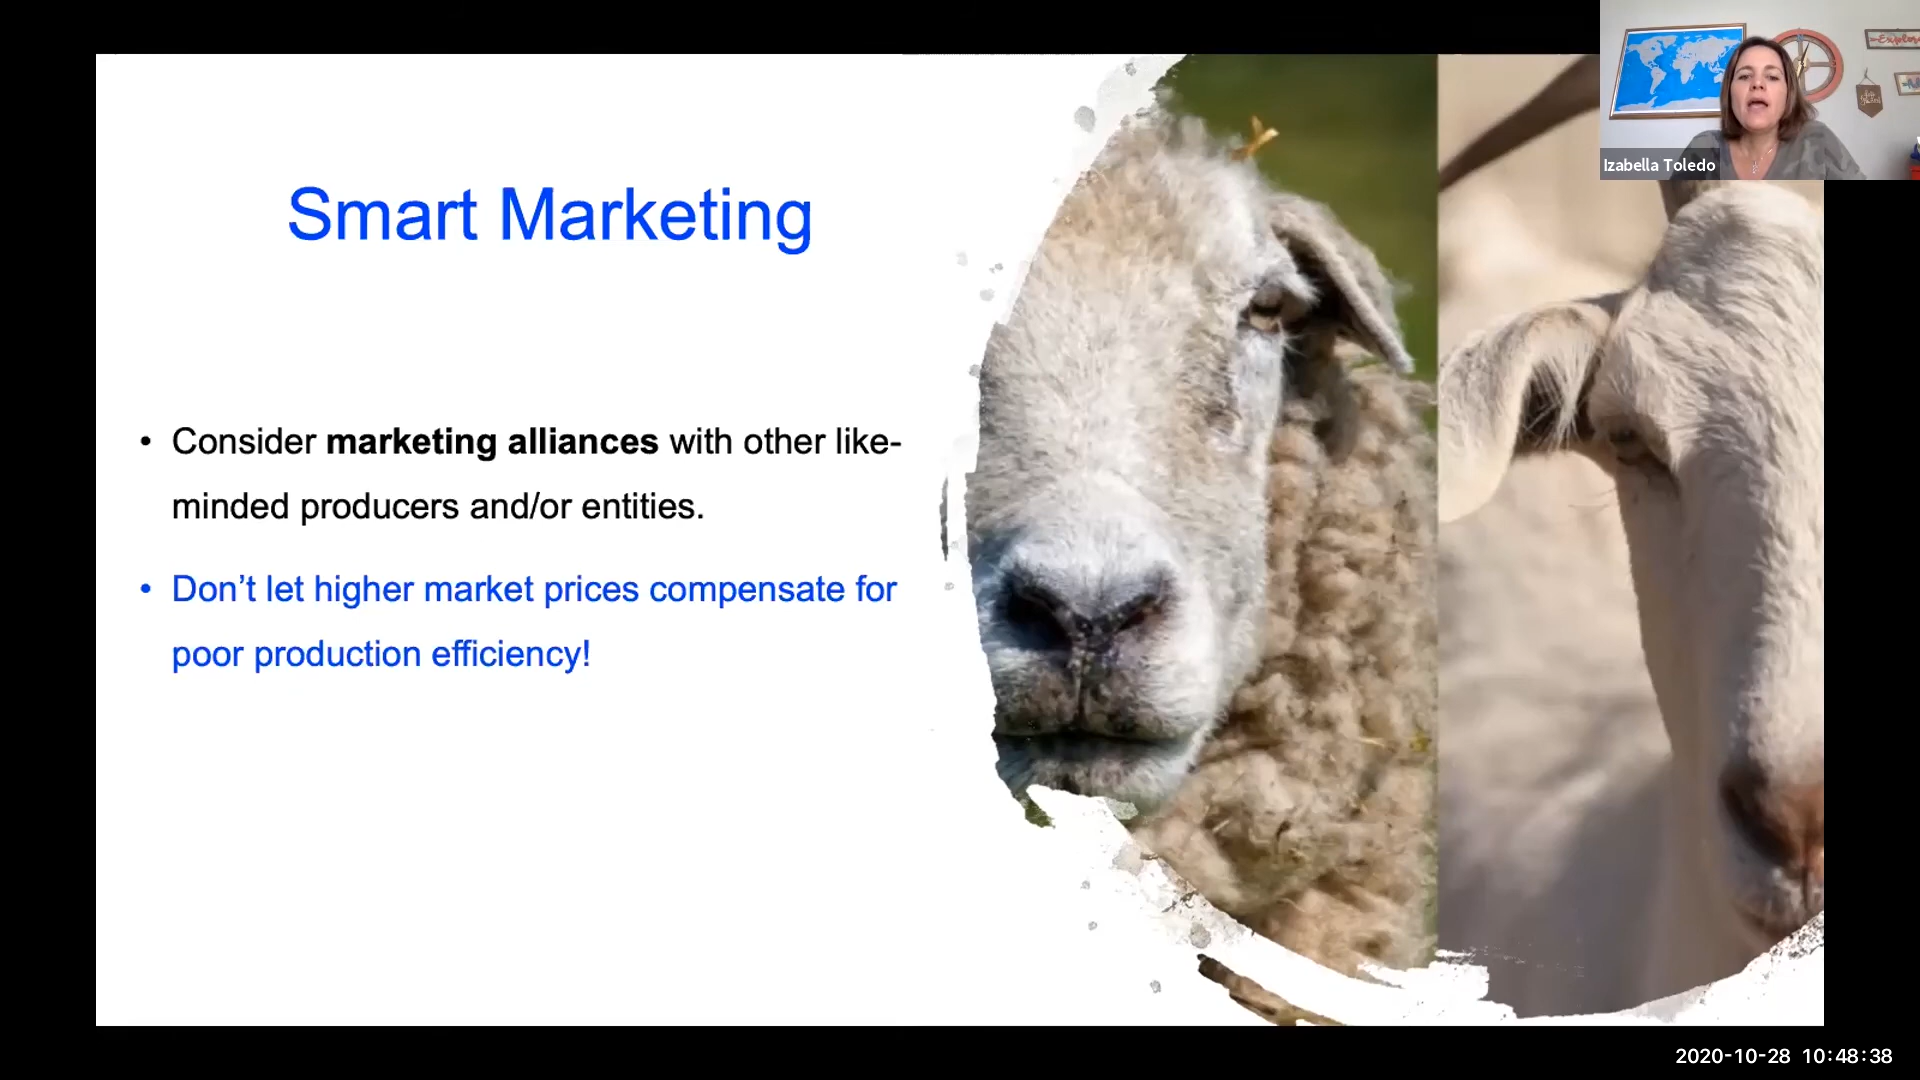 Smart Marketing
• Consider marketing alliances with other like-
minded producers and/or entities.
• Don’t let higher market prices compensate for
poor production efficiency!
Izabella Toledo
2020-10-28 10:48:38